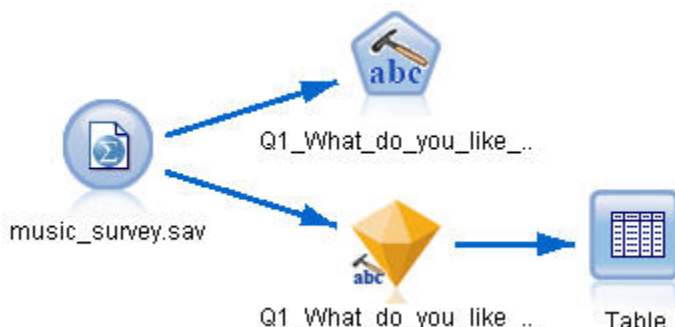 abc
Q1_What_do_you_like_..
music_survey.sav
abc
Q1_What_do_you_like_..
Table